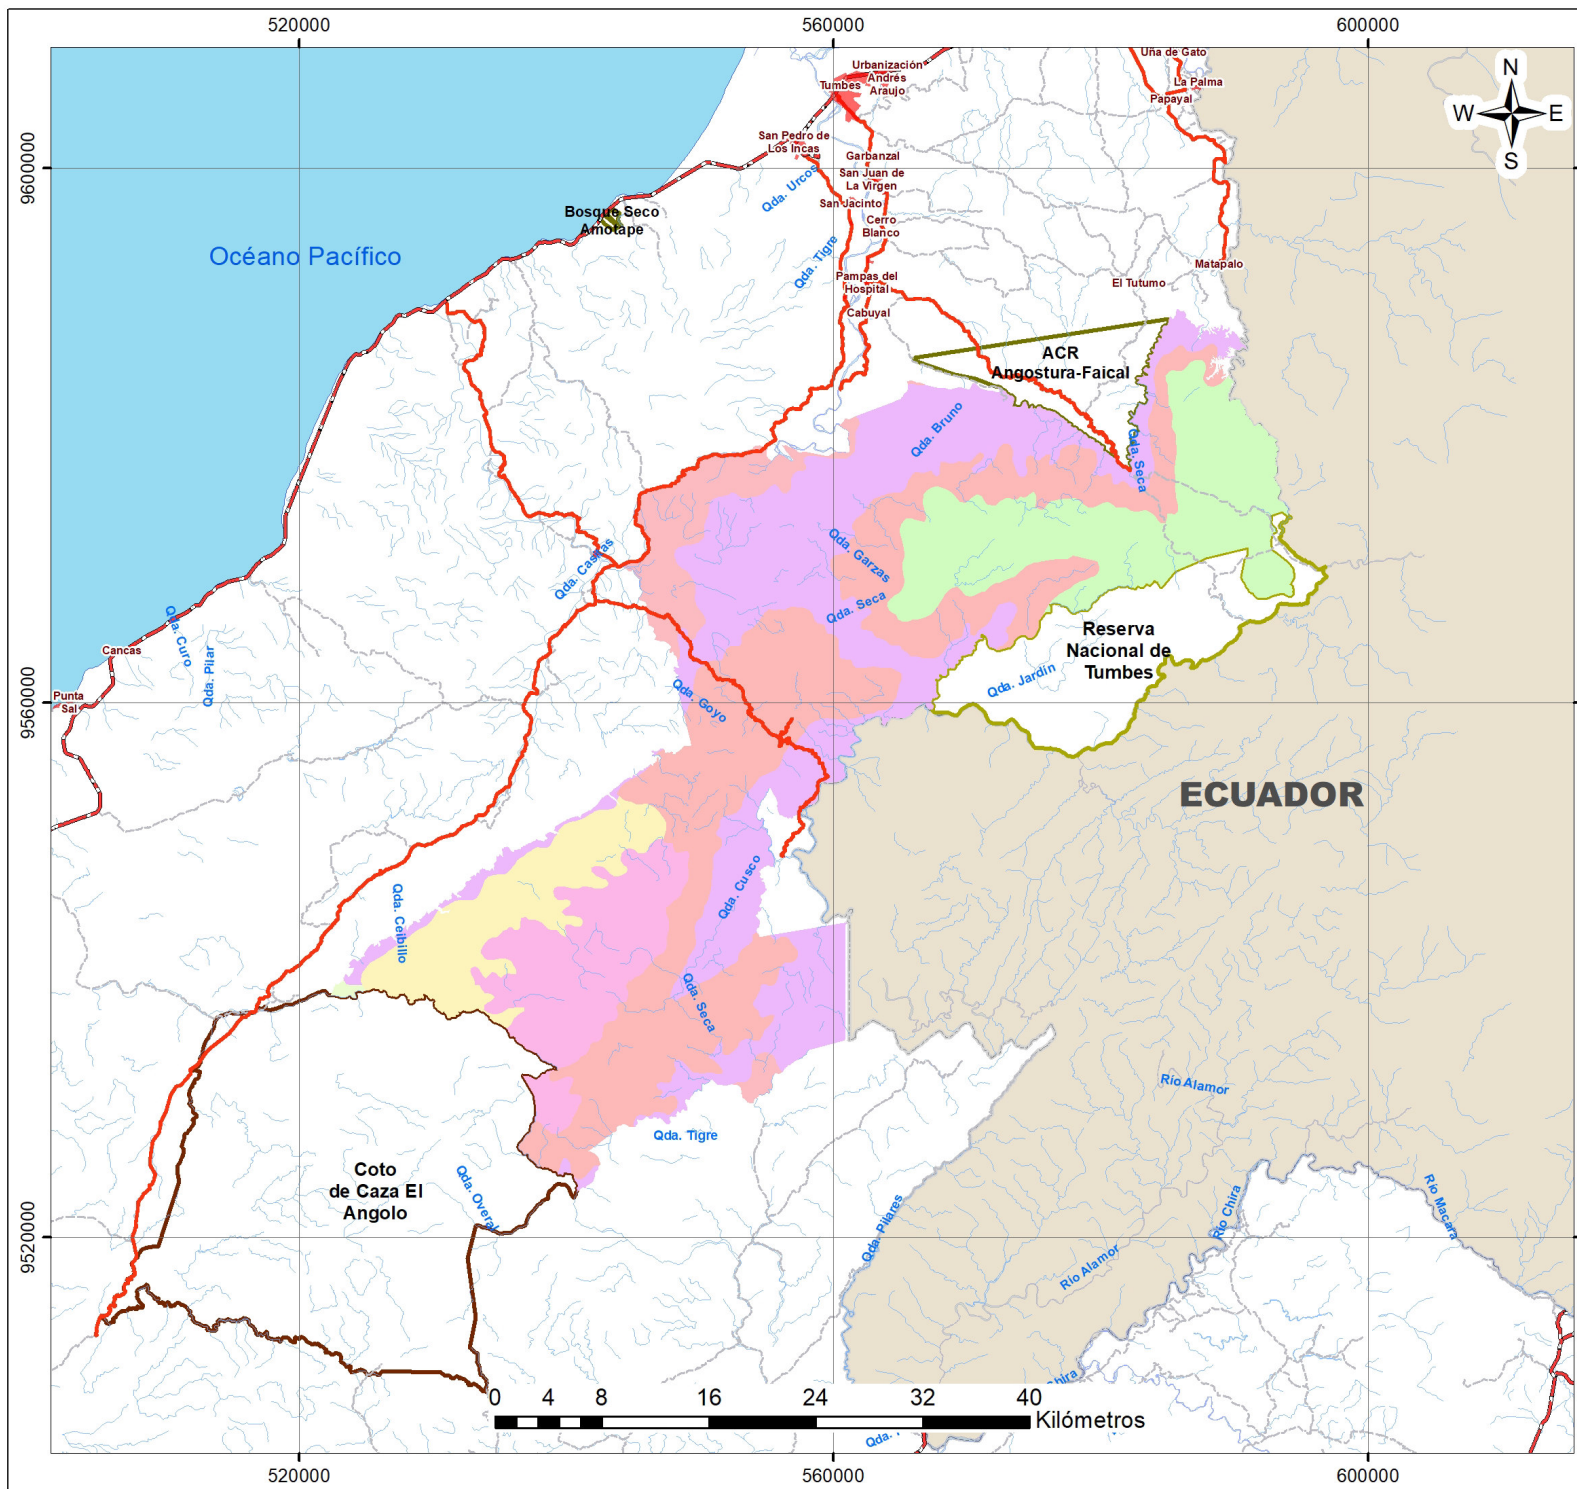 520000
560000
600000
Uña de Gato
Urbanización
Andrés
Araujo
Tumbes
La Palma
Papayal
N
W
E
S
San Pedro de
Los Incas
Garbanzal
9600000
San Juan de
La Virgen
Qda. Urcos
San Jacinto
Bosque Seco
Amotape
Cerro
Blanco
Océano Pacífico
Qda. Tigre
Matapalo
Pampas del
Hospital
El Tutumo
Cabuyal
ACR
Angostura-Faical
Qda. Bruno
Qda. Seca
Qda. Garzas
Qda. Casitas
Qda. Seca
Qda. Curo
Qda. Pilar
Cancas
Reserva
Nacional de
Tumbes
Qda. Jardín
Punta
Sal
Qda. Goyo
9560000
ECUADOR
Qda. Cusco
Qda. Ceibillo
Qda. Seca
Río Alamor
Qda. Tigre
Coto
de Caza El
Angolo
Qda. Overal
Qda. Pilares
Río Chira
Río Macara
9520000
Río Alamor
Chira
0 4 8 16 24 32 40
Kilómetros
Qda.
520000
560000
600000